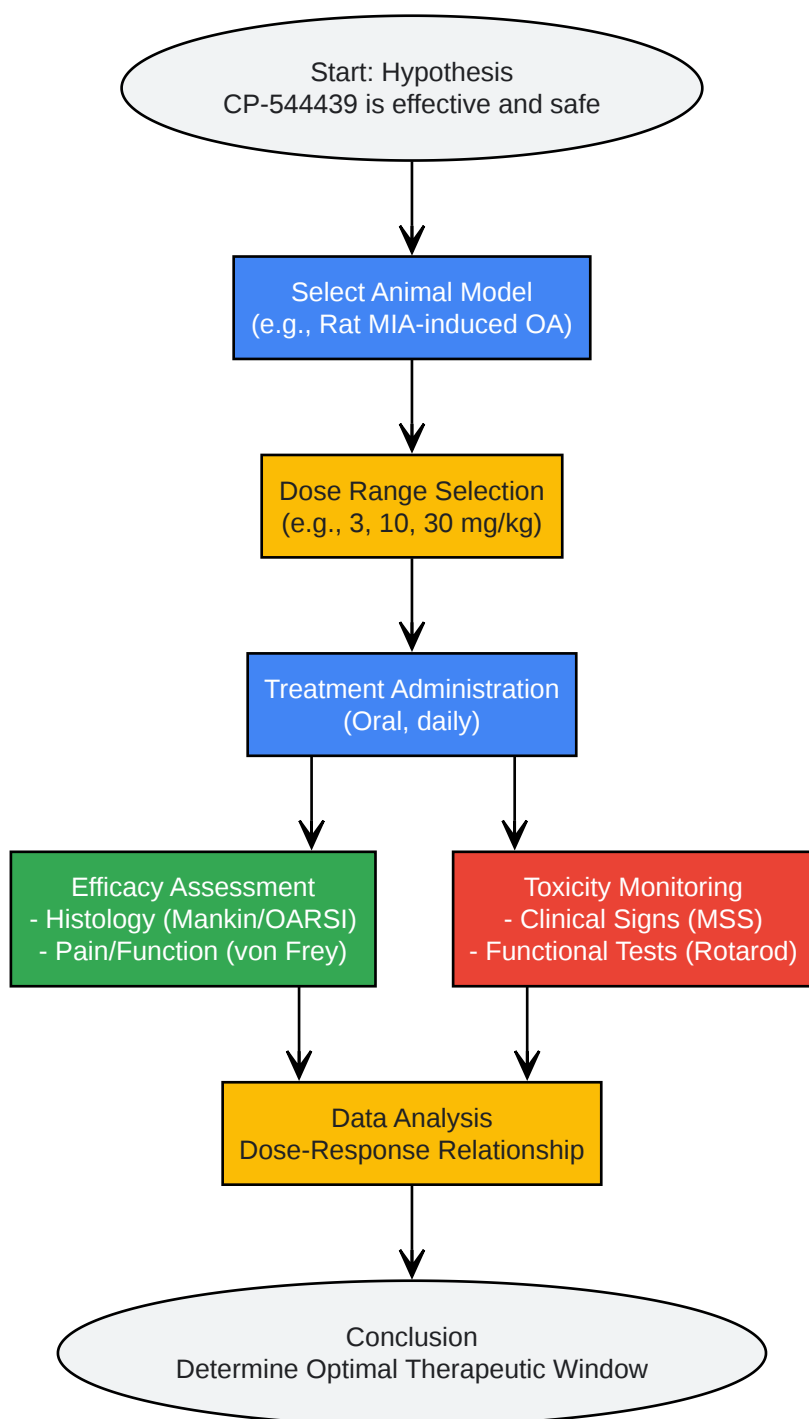 Start: Hypothesis
CP-544439 is effective and safe
Select Animal Model
(e.g., Rat MIA-induced OA)
Dose Range Selection
(e.g., 3, 10, 30 mg/kg)
Treatment Administration
(Oral, daily)
Efficacy Assessment
- Histology (Mankin/OARSI)
- Pain/Function (von Frey)
Toxicity Monitoring
- Clinical Signs (MSS)
- Functional Tests (Rotarod)
Data Analysis
Dose-Response Relationship
Conclusion
Determine Optimal Therapeutic Window